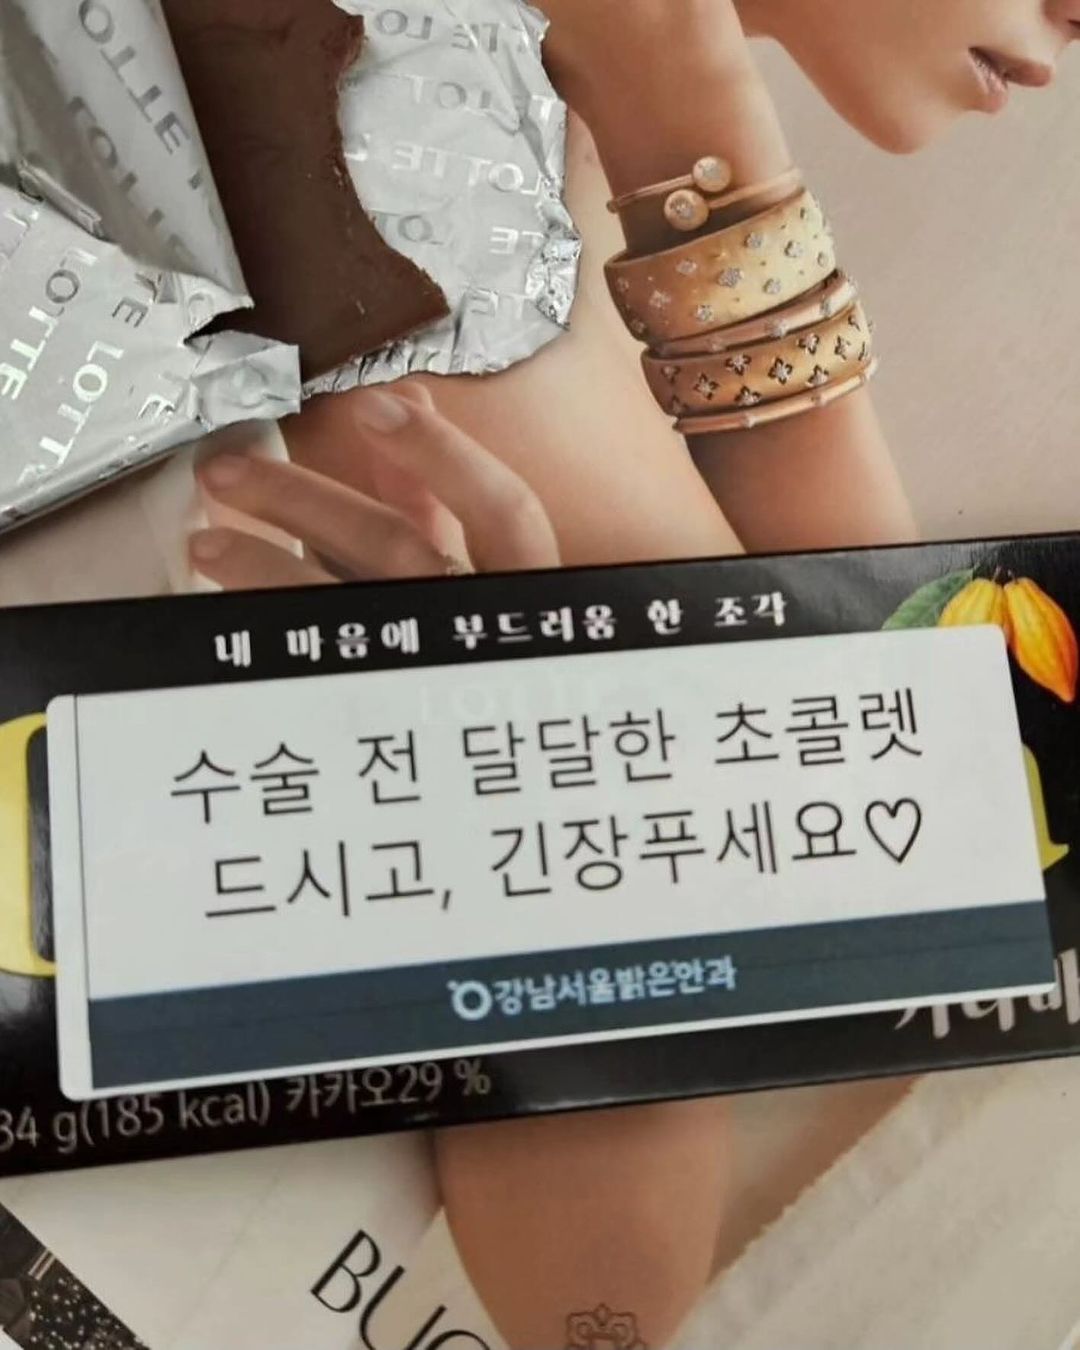 LOTTE LOTTE
내 마음에 부드러움 한 조각
수술 전 달달한 초콜렛
드시고, 긴장푸세요♡
강남서울밝은안과
34 g(185 kcal) 카카오29 %